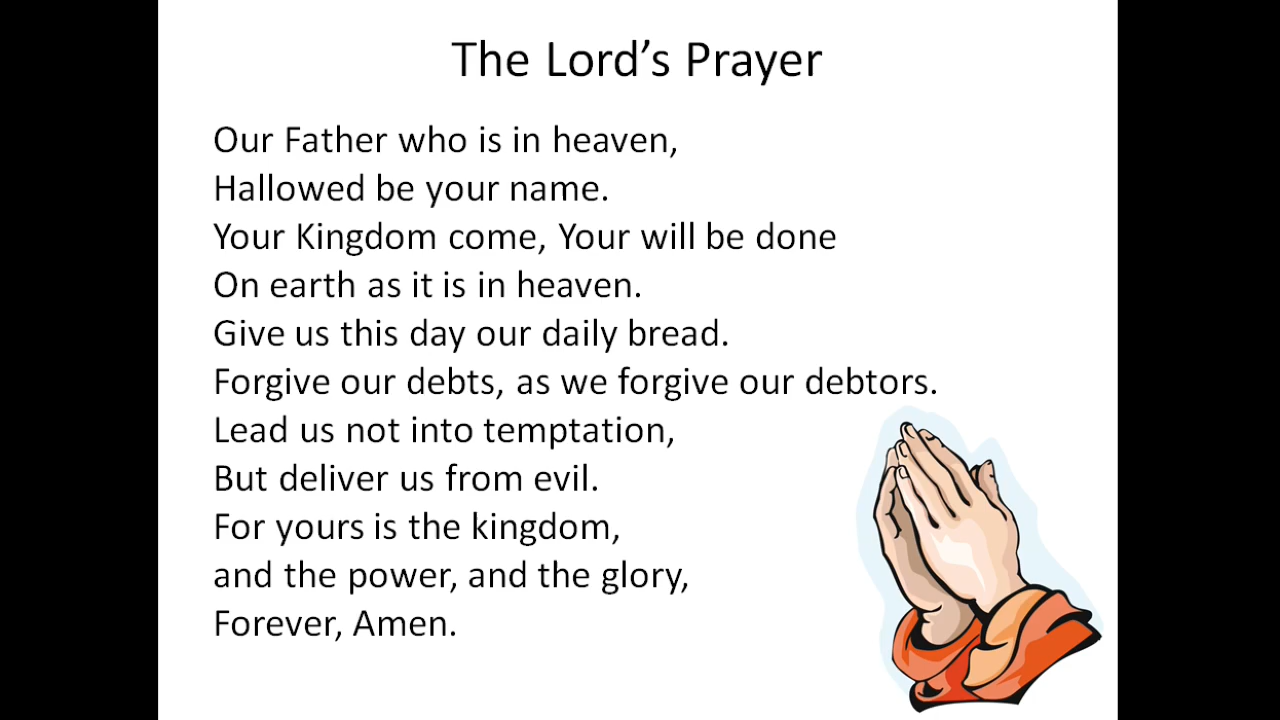 The Lord’s Prayer
Our Father who is in heaven,
Hallowed be your name.
Your Kingdom come, Your will be done
On earth as it is in heaven.
Give us this day our daily bread.
Forgive our debts, as we forgive our debtors.
Lead us not into temptation,
But deliver us from evil.
For yours is the kingdom,
and the power, and the glory,
Forever, Amen.